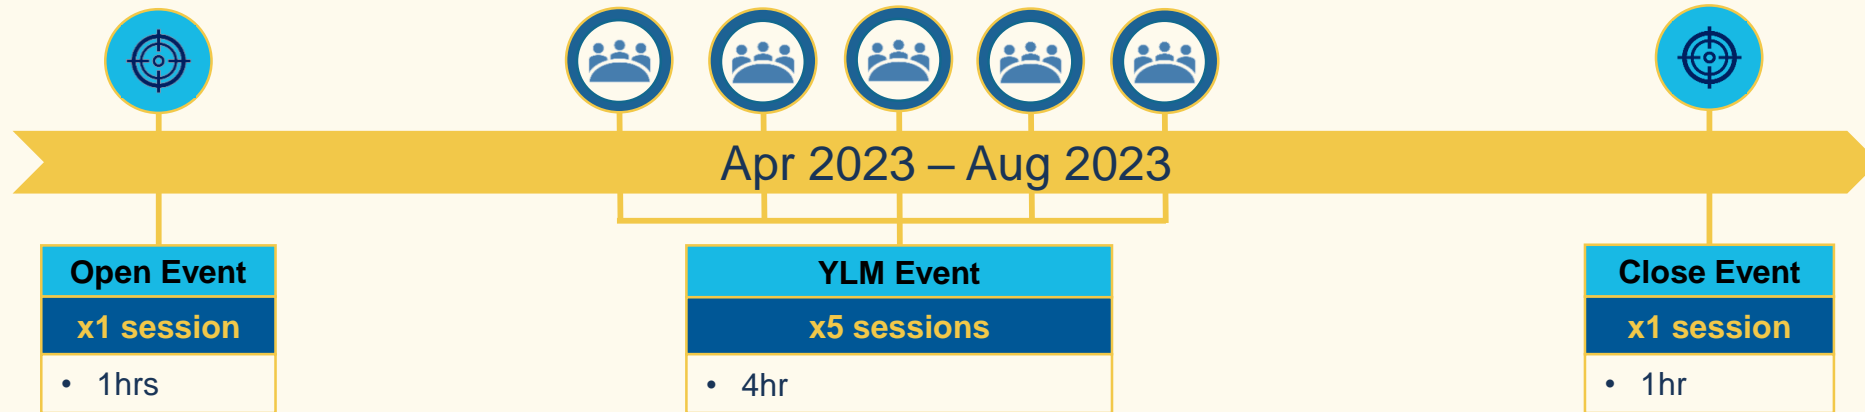 Apr 2023 – Aug 2023
Open Event
x1 session
• 1hrs
YLM Event
x5 sessions
• 4hr
Close Event
x1 session
• 1hr